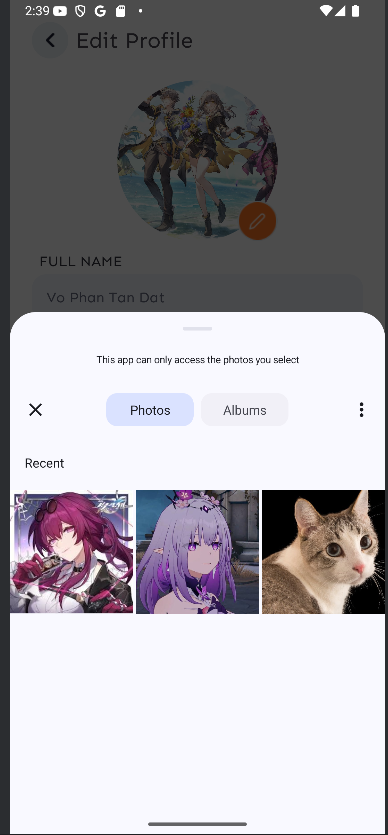 2:39
Edit Profile
FULL NAME
Vo Phan Tan Dat
This app can only access the photos you select
Photos
Albums
Recent